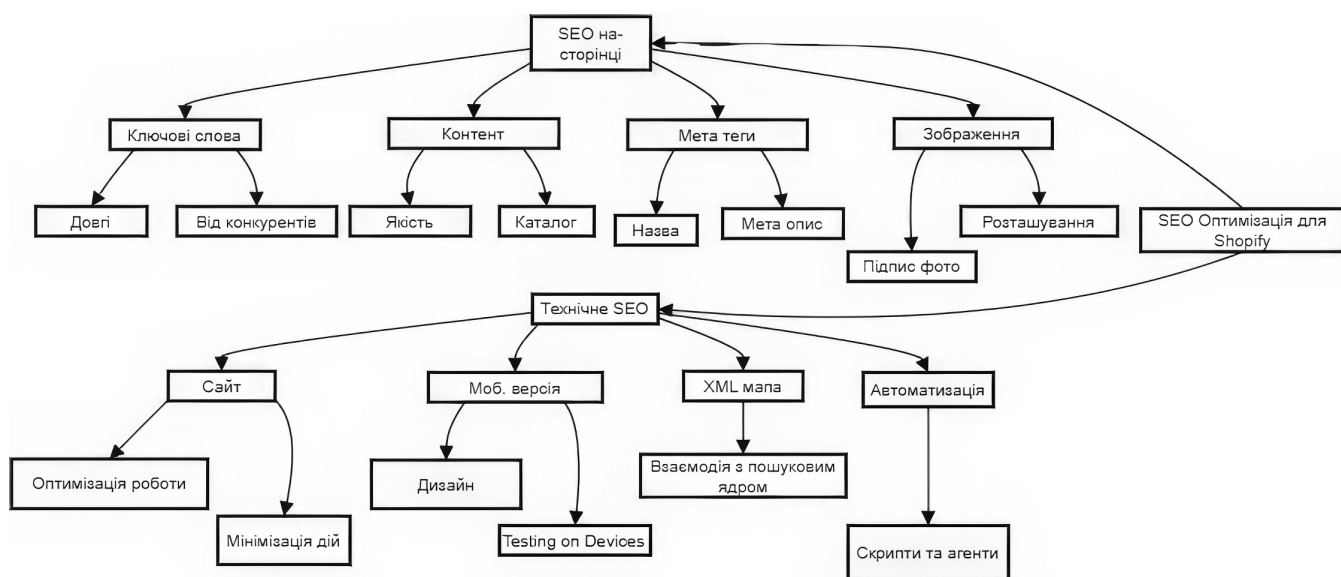 SEO на-
сторінці
Ключові слова
Контент
Мета теги
Зображення
Довгі
Від конкурентів
Якість
Каталог
Назва
Мета опис
Підпис фото
Розташування
SEO Оптимізація для
Shopify
Технічне SEO
Сайт
Моб. версія
XML мапа
Автоматизація
Оптимізація роботи
Мінімізація дій
Дизайн
Testing on Devices
Взаємодія з пошуковим
ядром
Скрипти та агенти